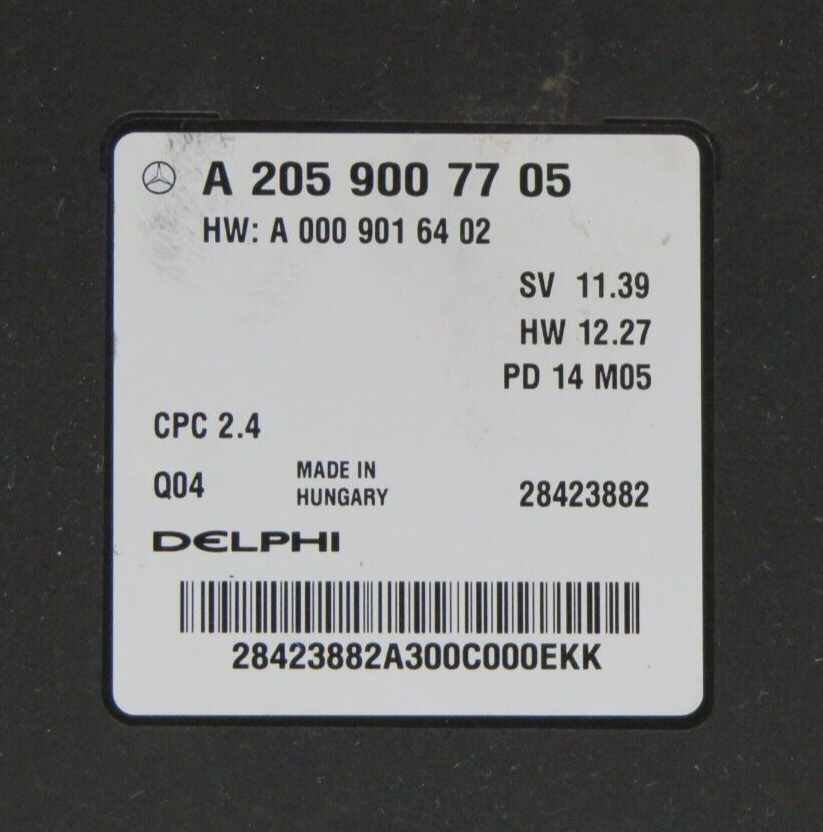 A 205 900 77 05
HW: A 000 901 64 02
SV 11.39
HW 12.27
PD 14 M05
CPC 2.4
Q04
MADE IN
HUNGARY
28423882
DELPHI
28423882A300C000EKK